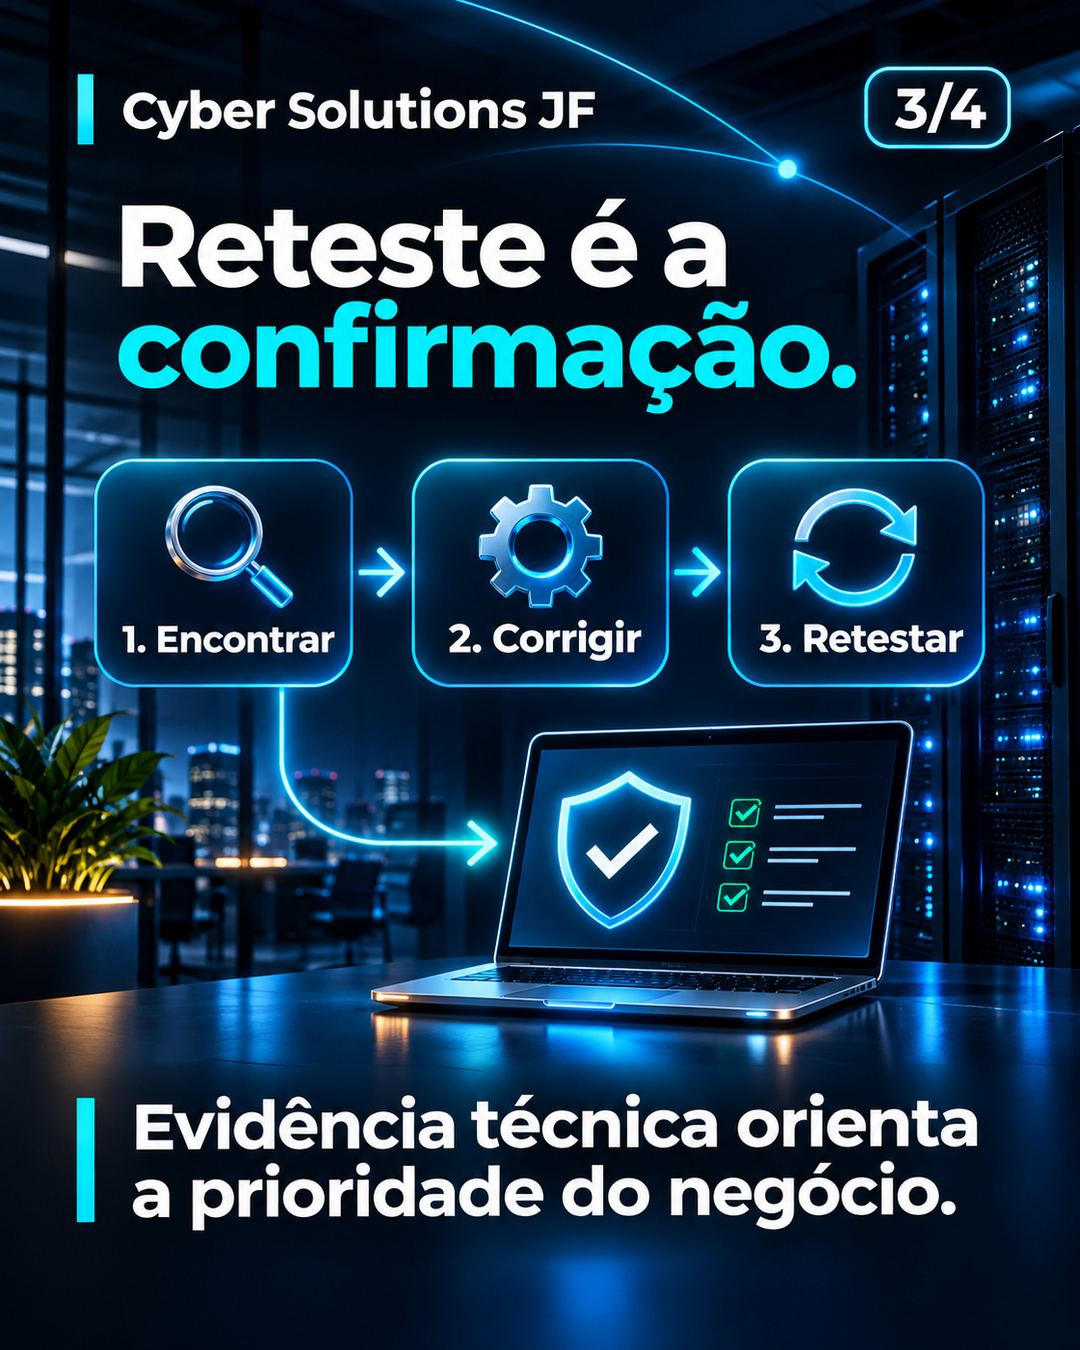 Cyber Solutions JF
3/4
Reteste é a
confirmação.
1. Encontrar
2. Corrigir
3. Retestar
Evidência técnica orienta
a prioridade do negócio.